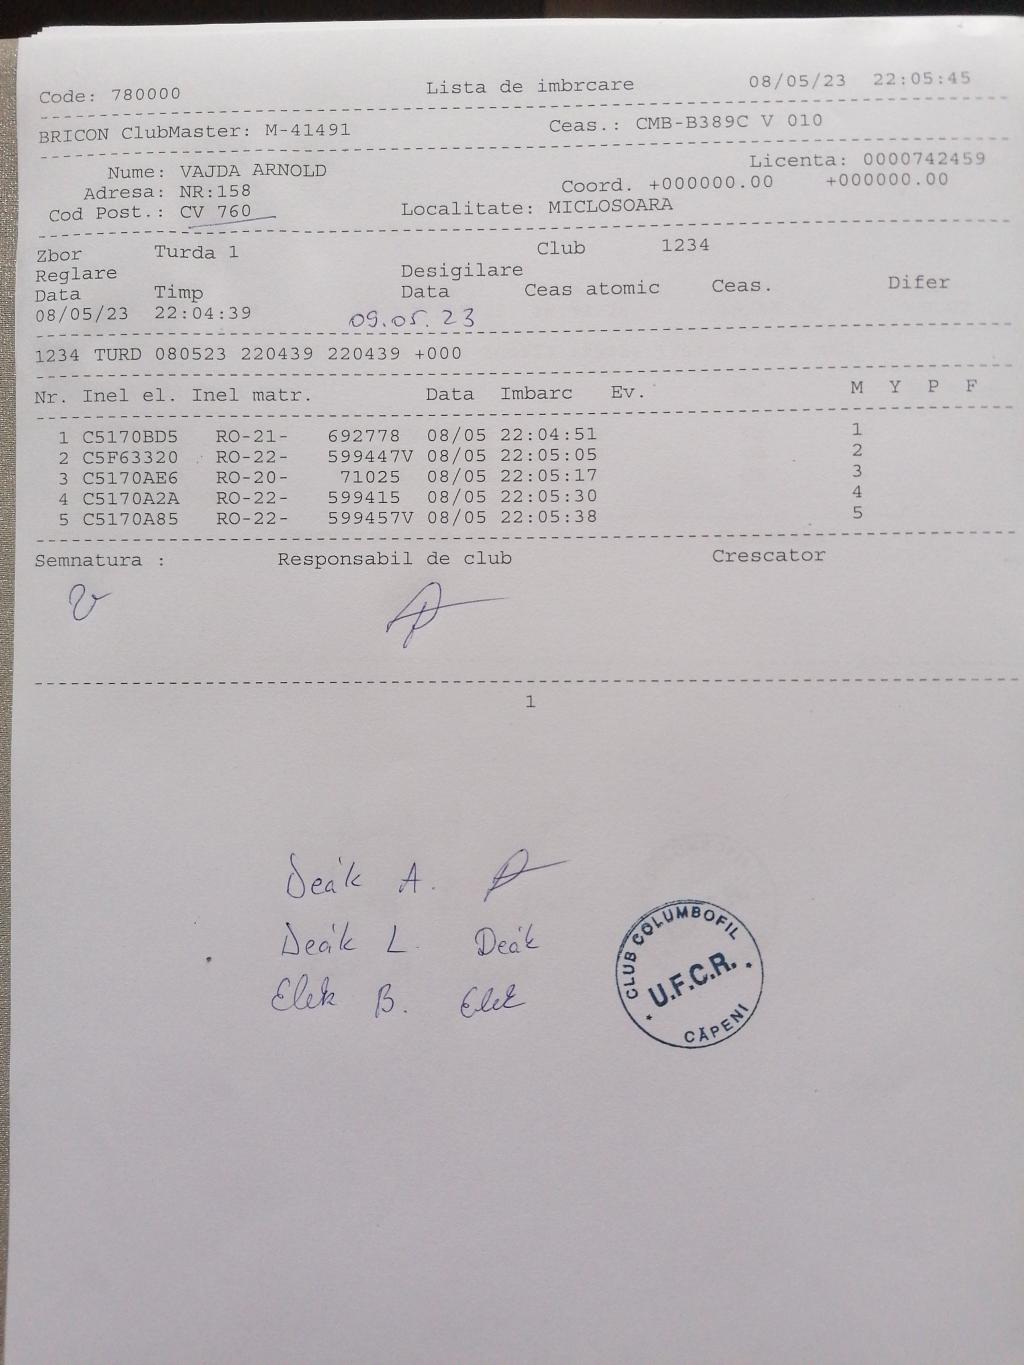 Code: 780000 Lista de imbrcare 08/05/23 22:05:45
BRICON ClubMaster: M-41491 Ceas.: CMB-B389C V 010
Nume: VAJDA ARNOLD Licenta: 0000742459
Adresa: NR:158 Coord. +000000.00 +000000.00
Cod Post.: CV 760 Localitate: MICLOSOARA
Zbor Turda 1 Club 1234
Reglare Desigilare
Data Timp Data Ceas atomic Ceas. Difer
08/05/23 22:04:39 09.05.23
1234 TURD 080523 220439 220439 +000
Nr. Inel el. Inel matr. Data Imbarc Ev. M Y P F
1 C5170BD5 RO-21- 692778 08/05 22:04:51 1
2 C5F63320 RO-22- 599447V 08/05 22:05:05 2
3 C5170AE6 RO-20- 71025 08/05 22:05:17 3
4 C5170A2A RO-22- 599415 08/05 22:05:30 4
5 C5170A85 RO-22- 599457V 08/05 22:05:38 5
Semnatura : Responsabil de club Crescator
1
Deák A.
Deák L. Deák
Elek B. Elek
CLUB COLUMBOFIL
U.F.C.R.
CĂPENI